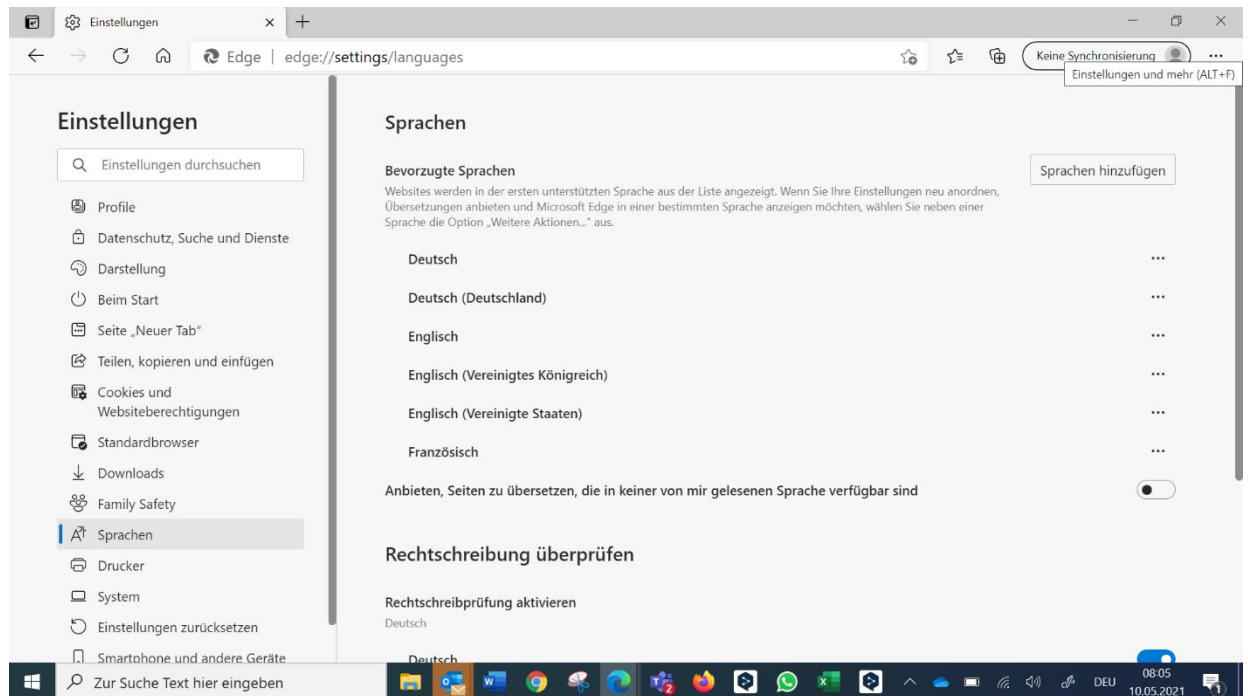 Einstellungen
Edge | edge://settings/languages
Keine Synchronisierung
Einstellungen und mehr (ALT+F)
Einstellungen
Einstellungen durchsuchen
Profile
Datenschutz, Suche und Dienste
Darstellung
Beim Start
Seite „Neuer Tab"
Teilen, kopieren und einfügen
Cookies und
Websiteberechtigungen
Standardbrowser
Downloads
Family Safety
Sprachen
Drucker
System
Einstellungen zurücksetzen
Smartphone und andere Geräte
Sprachen
Bevorzugte Sprachen
Sprachen hinzufügen
Websites werden in der ersten unterstützten Sprache aus der Liste angezeigt. Wenn Sie Ihre Einstellungen neu anordnen,
Übersetzungen anbieten und Microsoft Edge in einer bestimmten Sprache anzeigen möchten, wählen Sie neben einer
Sprache die Option „Weitere Aktionen..." aus.
Deutsch
Deutsch (Deutschland)
Englisch
Englisch (Vereinigtes Königreich)
Englisch (Vereinigte Staaten)
Französisch
Anbieten, Seiten zu übersetzen, die in keiner von mir gelesenen Sprache verfügbar sind
Rechtschreibung überprüfen
Rechtschreibprüfung aktivieren
Deutsch
Deutsch
Zur Suche Text hier eingeben
DEU
08:05
10.05.2021